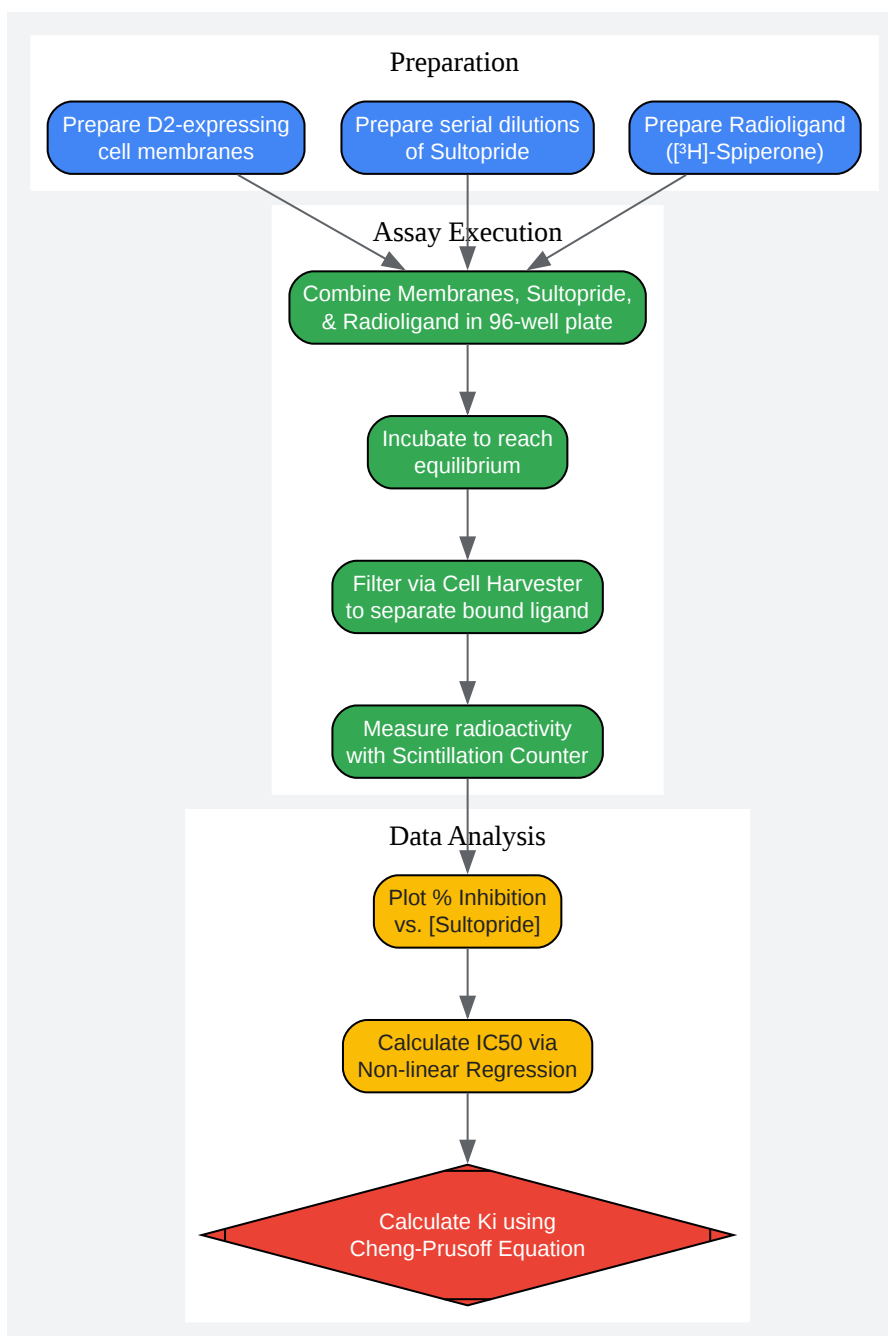 Preparation
Prepare D2-expressing
cell membranes
Prepare serial dilutions
of Sultopride
Prepare Radioligand
([³H]-Spiperone)
Assay Execution
Combine Membranes, Sultopride,
& Radioligand in 96-well plate
Incubate to reach
equilibrium
Filter via Cell Harvester
to separate bound ligand
Measure radioactivity
with Scintillation Counter
Data Analysis
Plot % Inhibition
vs. [Sultopride]
Calculate IC50 via
Non-linear Regression
Calculate Ki using
Cheng-Prusoff Equation